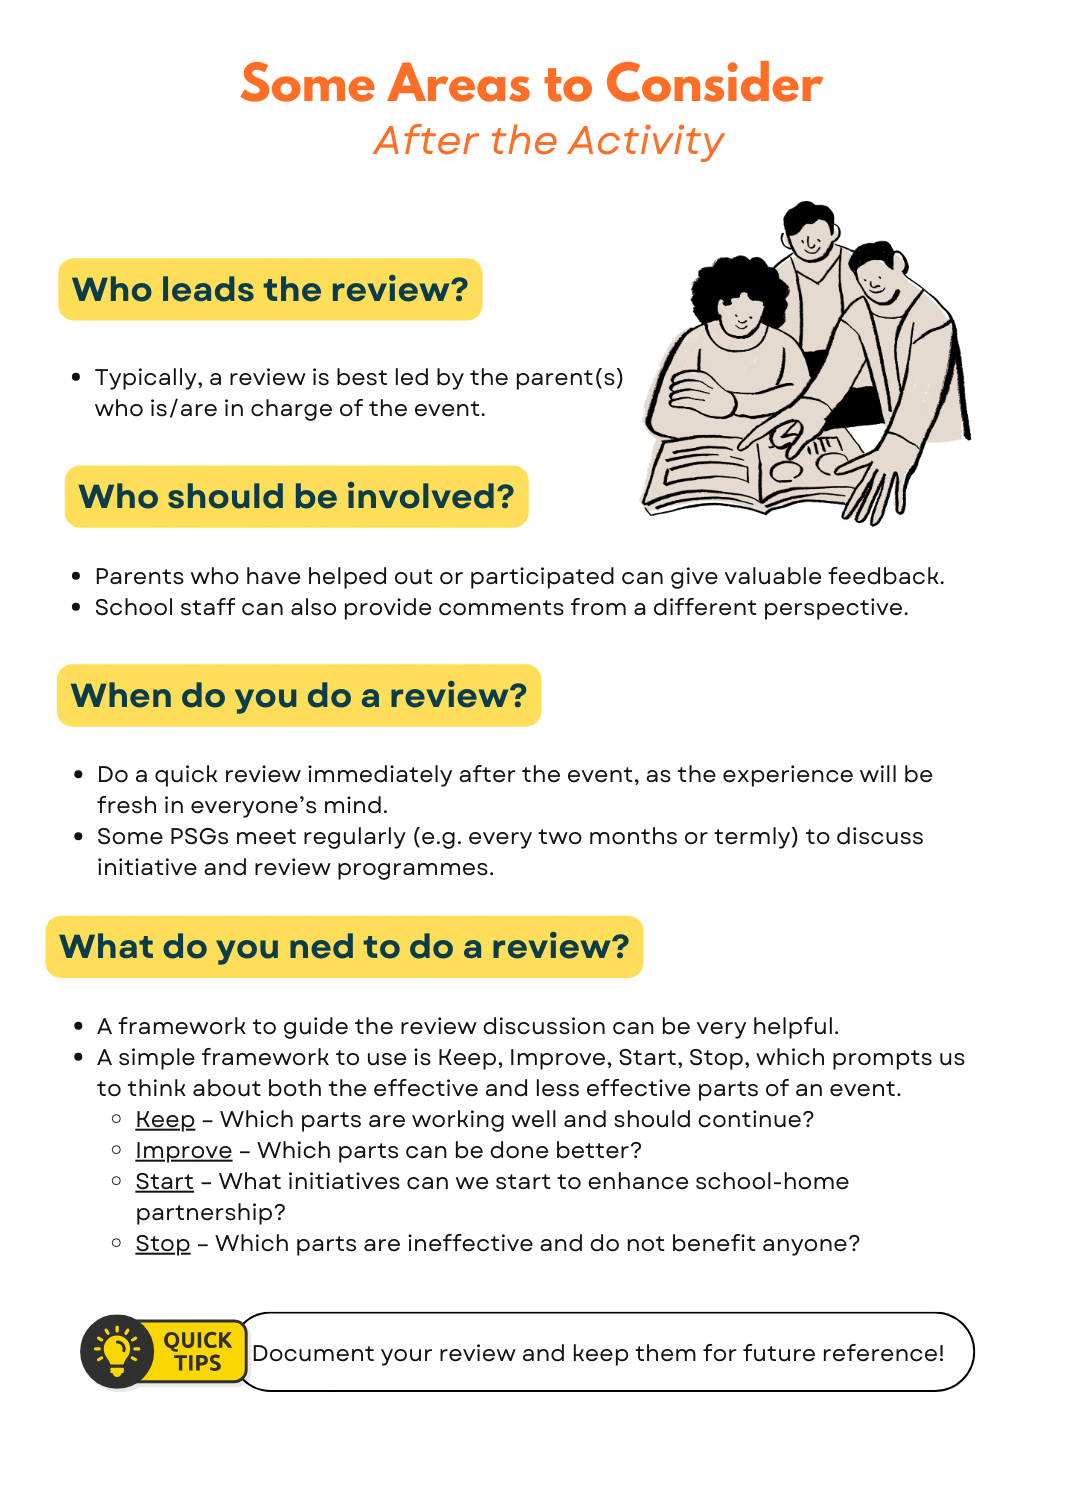 Some Areas to Consider
After the Activity
Who leads the review?
• Typically, a review is best led by the parent(s)
who is/are in charge of the event.
Who should be involved?
• Parents who have helped out or participated can give valuable feedback.
• School staff can also provide comments from a different perspective.
When do you do a review?
• Do a quick review immediately after the event, as the experience will be
fresh in everyone’s mind.
• Some PSGs meet regularly (e.g. every two months or termly) to discuss
initiative and review programmes.
What do you ned to do a review?
• A framework to guide the review discussion can be very helpful.
• A simple framework to use is Keep, Improve, Start, Stop, which prompts us
to think about both the effective and less effective parts of an event.
◦ Keep – Which parts are working well and should continue?
◦ Improve – Which parts can be done better?
◦ Start – What initiatives can we start to enhance school-home
partnership?
◦ Stop – Which parts are ineffective and do not benefit anyone?
QUICK
TIPS
Document your review and keep them for future reference!